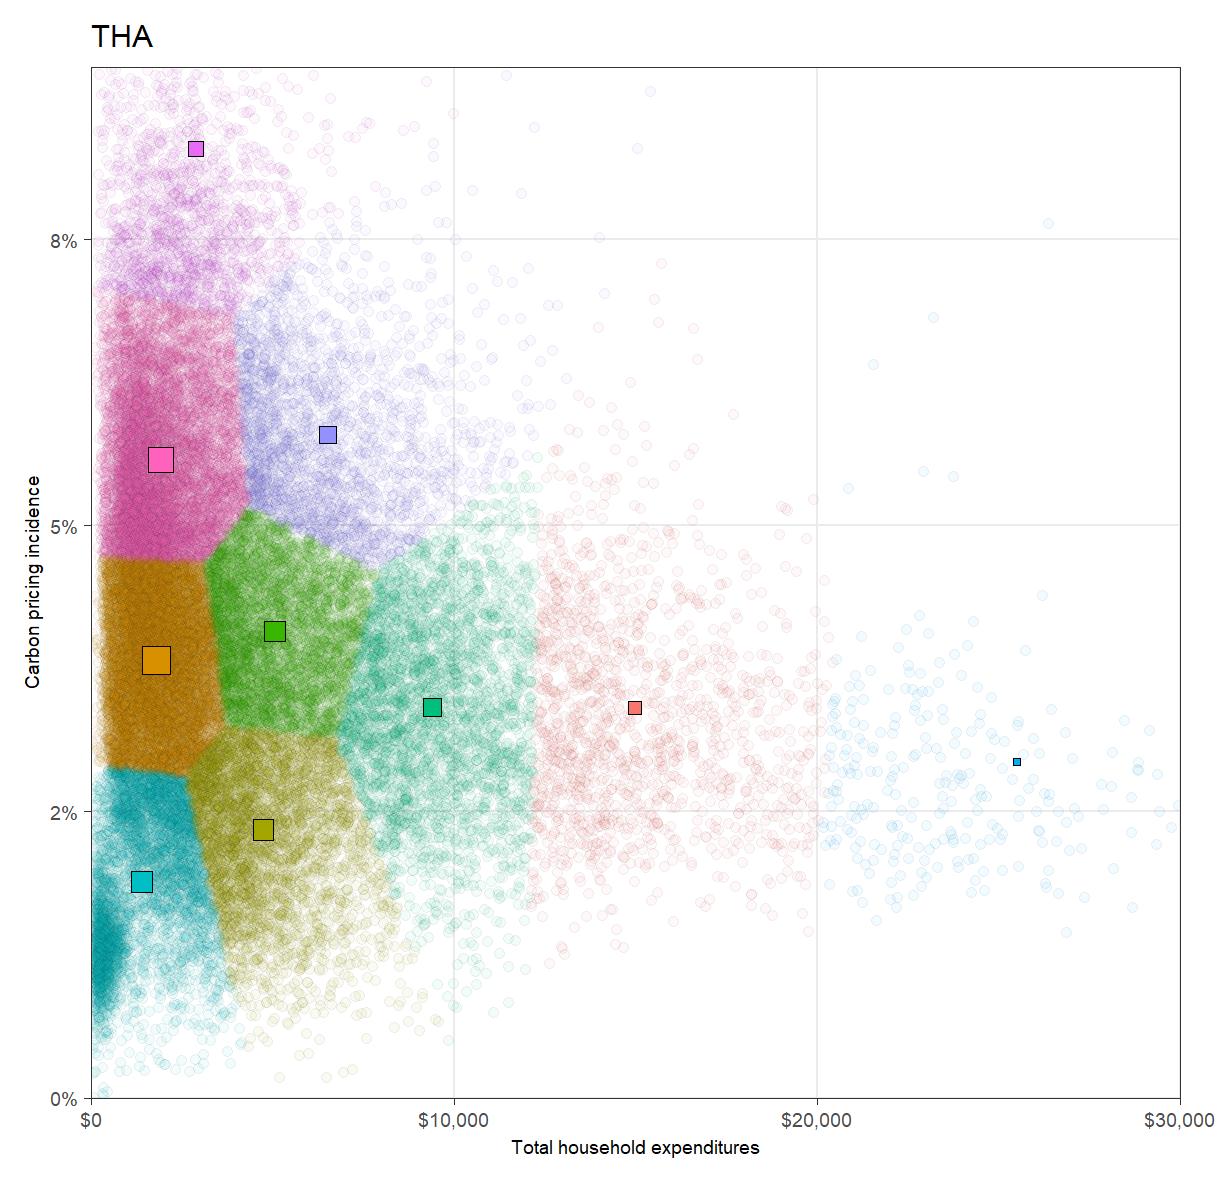 THA
8%
5%
2%
0%
Carbon pricing incidence
$0
$10,000
$20,000
$30,000
Total household expenditures